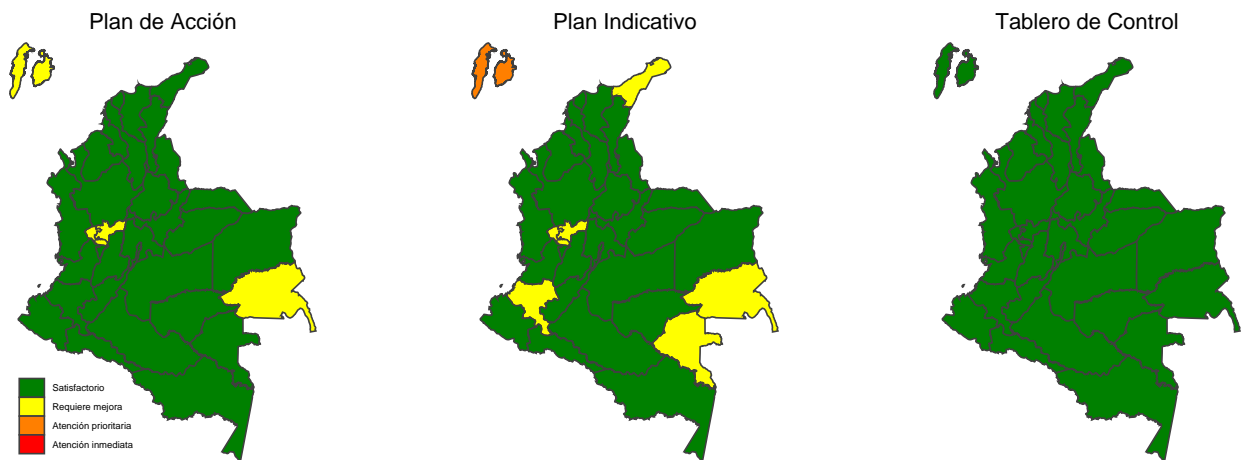 Plan de Acción
Plan Indicativo
Tablero de Control
Satisfactorio
Requiere mejora
Atención prioritaria
Atención inmediata